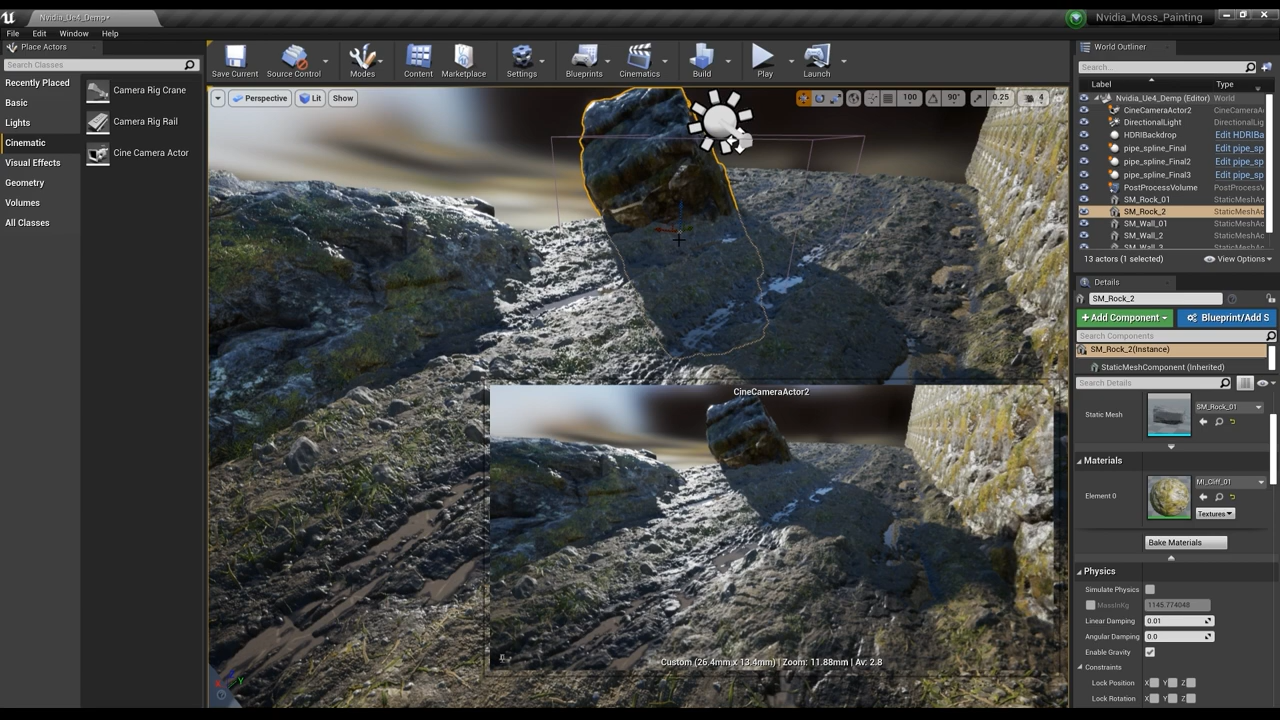 Nvidia_Ue4_Demp*
Nvidia_Moss_Painting
File Edit Window Help
Place Actors
Search Classes
Recently Placed
Basic
Lights
Cinematic
Visual Effects
Geometry
Volumes
All Classes
Camera Rig Crane
Camera Rig Rail
Cine Camera Actor
Save Current Source Control Modes Content Marketplace Settings Blueprints Cinematics Build Play Launch
Perspective Lit Show
100 90° 0.25 4
CineCameraActor2
Custom (26.4mm x 13.4mm) | Zoom: 11.88mm | Av: 2.8
X
Y
Z
World Outliner
Search...
Label Type
Nvidia_Ue4_Demp (Editor) World
CineCameraActor2 CineCameraA
DirectionalLight DirectionalLig
HDRIBackdrop Edit HDRIBa
pipe_spline_Final Edit pipe_sp
pipe_spline_Final2 Edit pipe_sp
pipe_spline_Final3 Edit pipe_sp
PostProcessVolume PostProcessV
SM_Rock_01 StaticMeshAc
SM_Rock_2 StaticMeshAc
SM_Wall_01 StaticMeshAc
SM_Wall_2 StaticMeshAc
SM_Wall_3 StaticMeshAc
13 actors (1 selected) View Options
Details
SM_Rock_2
+Add Component Blueprint/Add S
Search Components
SM_Rock_2(Instance)
StaticMeshComponent (Inherited)
Search Details
Static Mesh SM_Rock_01
Materials
Element 0 MI_Cliff_01
Textures
Bake Materials
Physics
Simulate Physics
MassInKg 1145.774048
Linear Damping 0.01
Angular Damping 0.0
Enable Gravity
Constraints
Lock Position X Y Z
Lock Rotation X Y Z